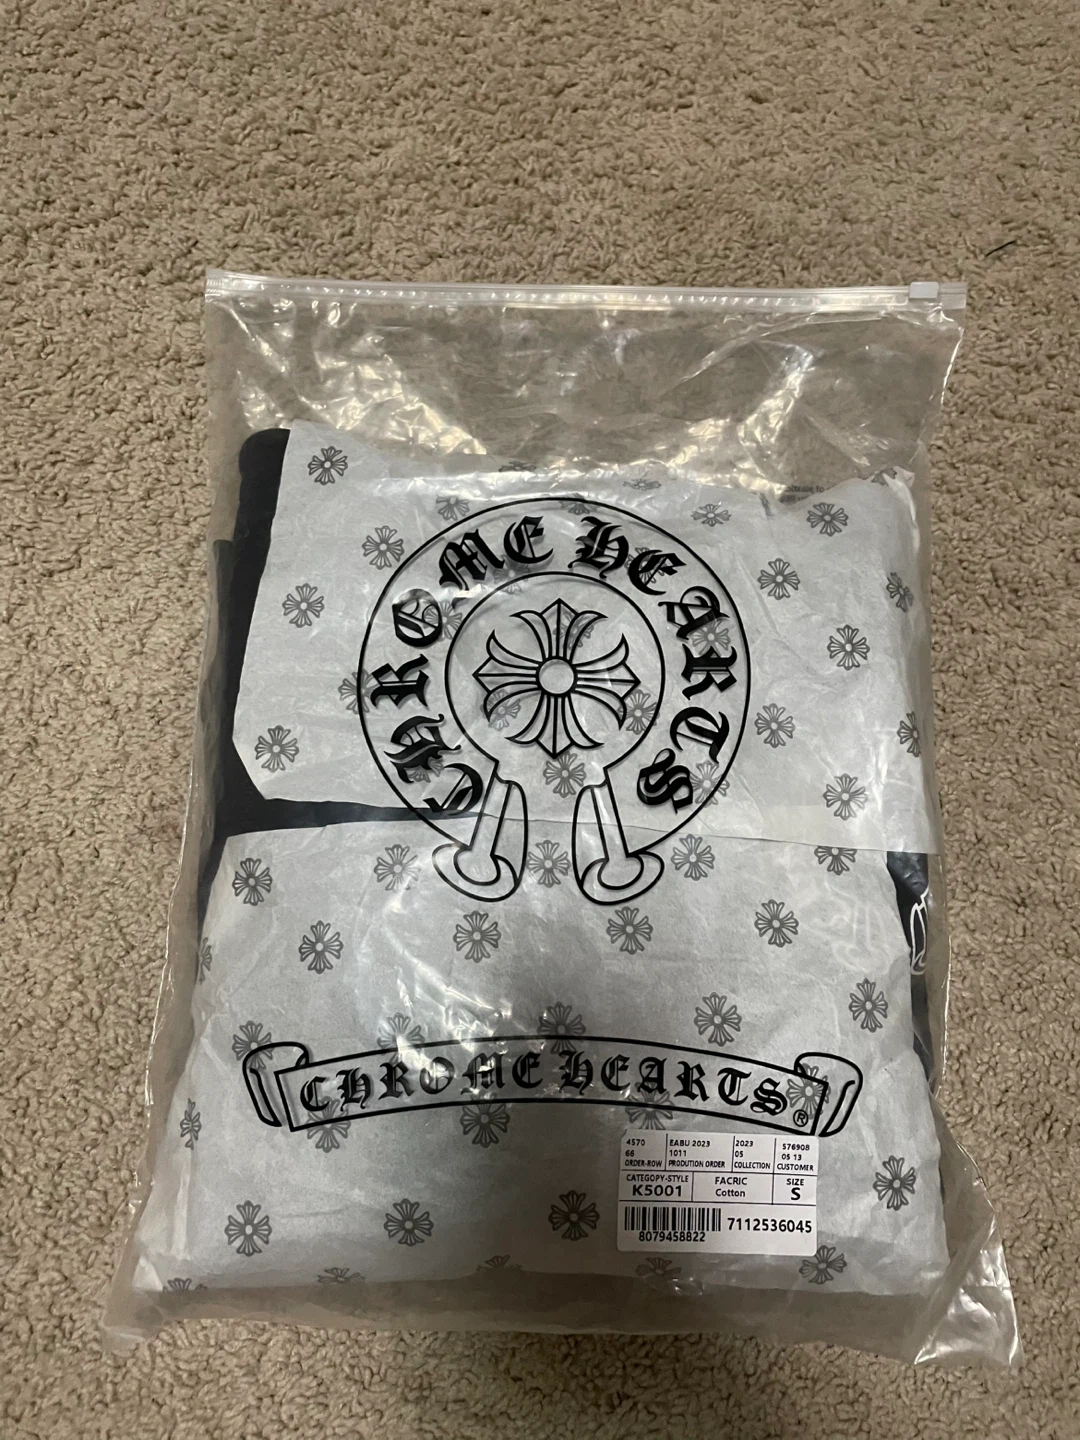 CHROME HEARTS
CHROME HEARTS®
4570 EABU 2023 2023 576908
66 1011 05 05 13
ORDER-ROW PRODUTION ORDER COLLECTION CUSTOMER
CATEGOPY-STYLE FACRIC SIZE
K5001 Cotton S
7112536045
8079458822